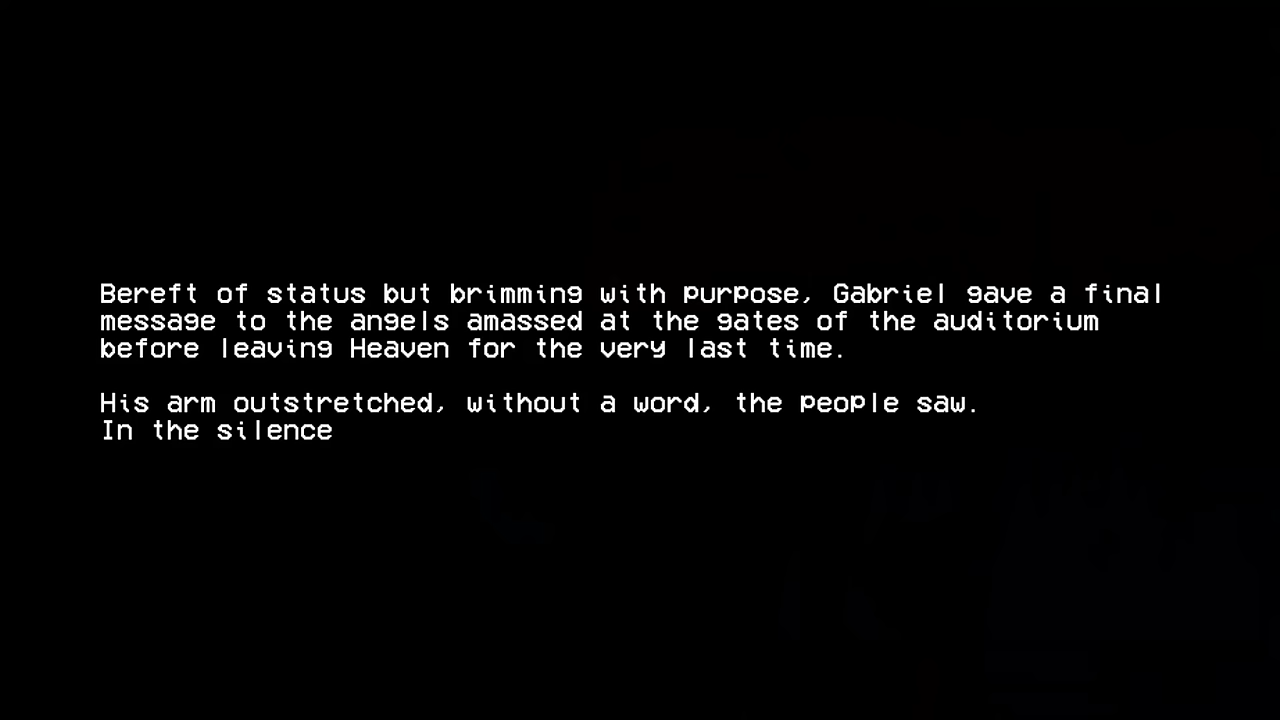 Bereft of status but brimming with purpose, Gabriel gave a final
message to the angels amassed at the gates of the auditorium
before leaving Heaven for the very last time.
His arm outstretched, without a word, the people saw.
In the silence